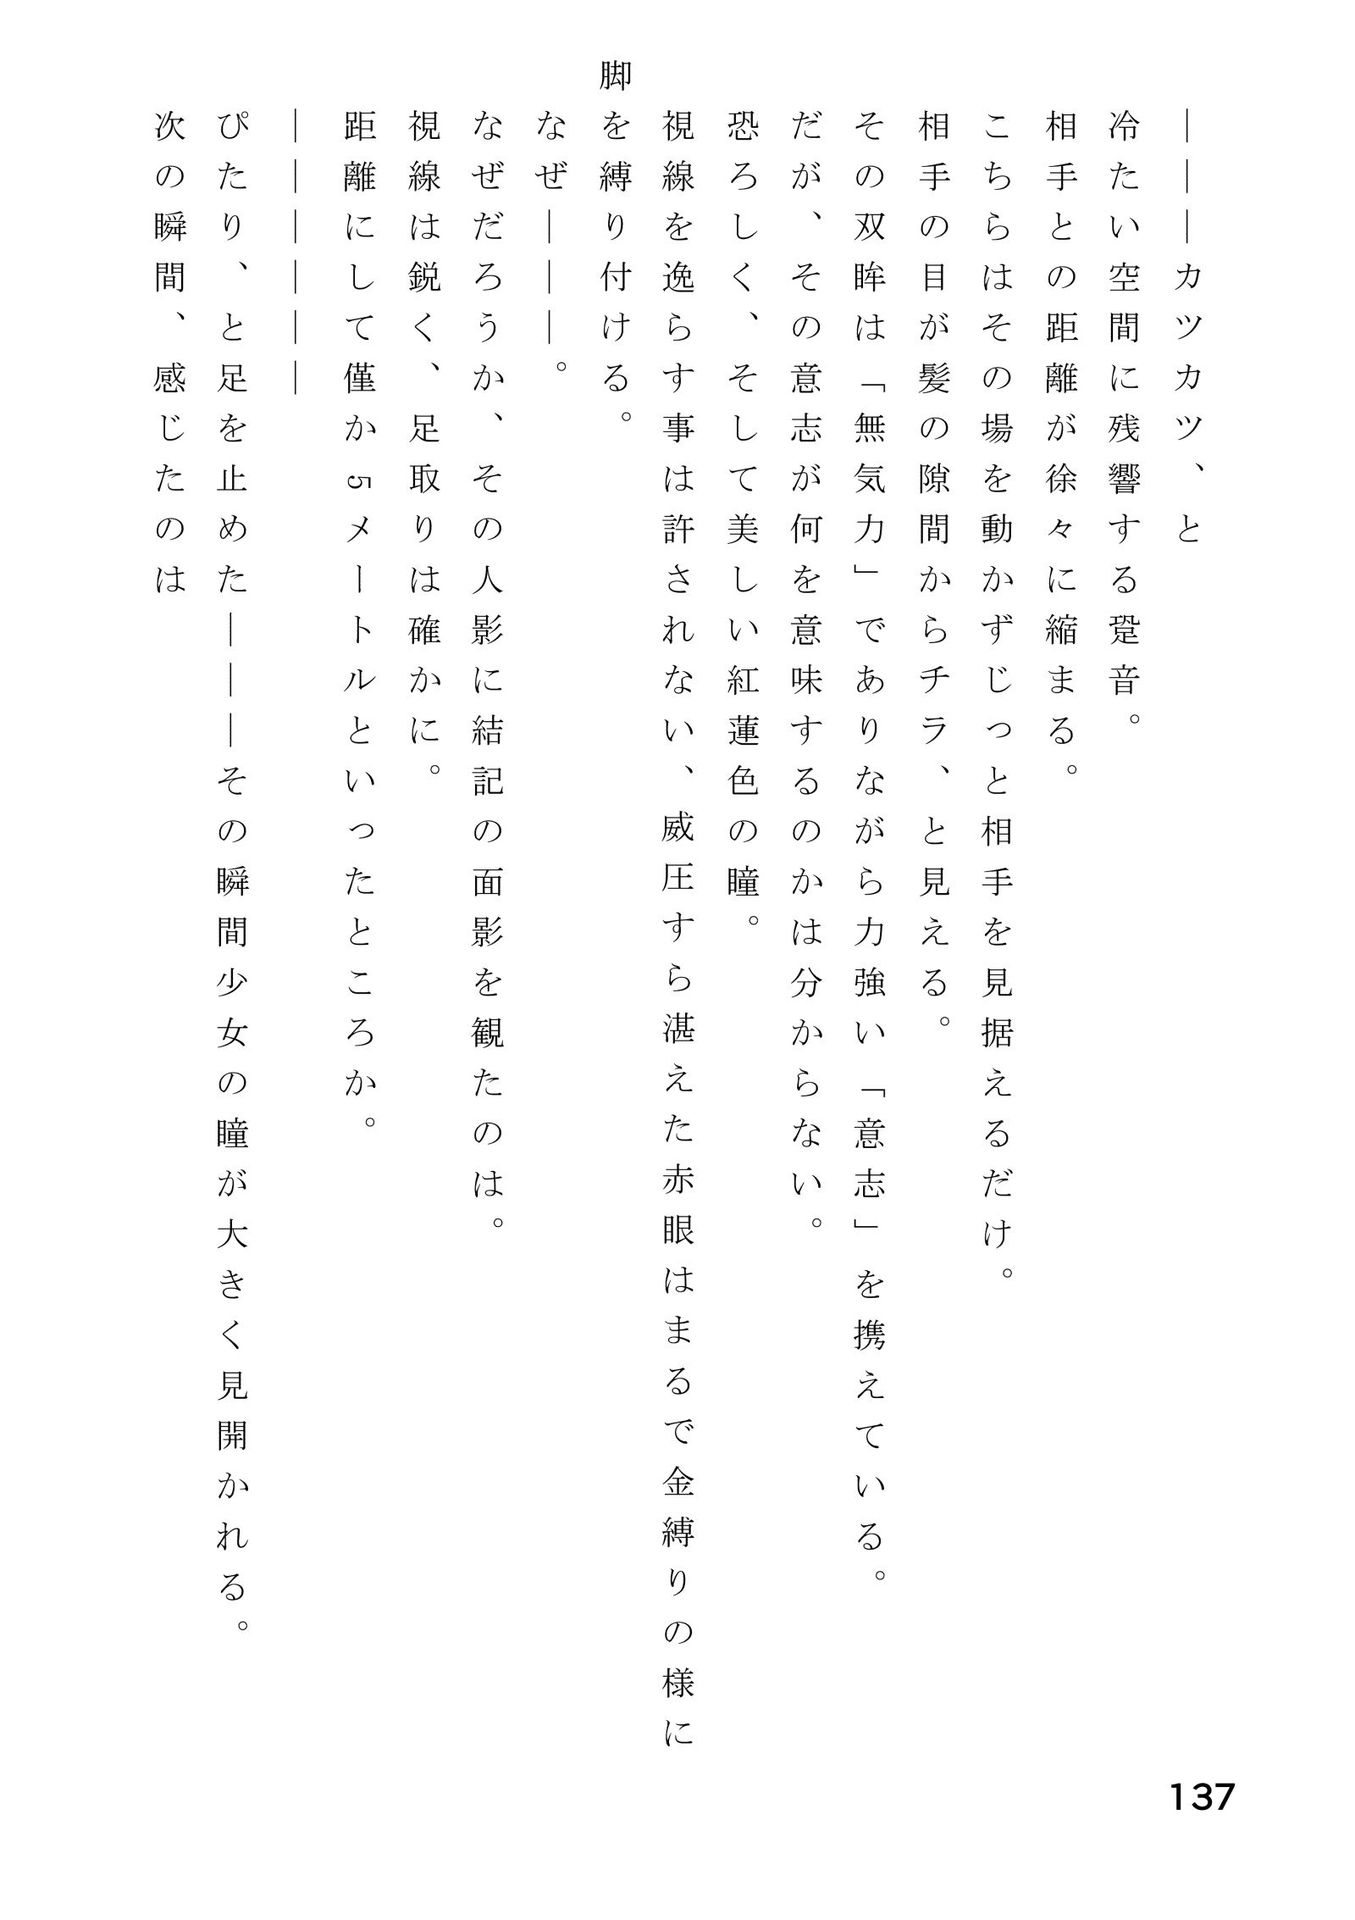 ―――カツカツ、と
冷たい空間に残響する跫音。
相手との距離が徐々に縮まる。
こちらはその場を動かずじっと相手を見据えるだけ。
相手の目が髪の隙間からチラ、と見える。
その双眸は「無気力」でありながら力強い「意志」を携えている。
だが、その意志が何を意味するのかは分からない。
恐ろしく、そして美しい紅蓮色の瞳。
視線を逸らす事は許されない、威圧すら湛えた赤眼はまるで金縛りの様に
脚を縛り付ける。
なぜ―――。
なぜだろうか、その人影に結記の面影を観たのは。
視線は鋭く、足取りは確かに。
距離にして僅か5メートルといったところか。
――――――
ぴたり、と足を止めた―――その瞬間少女の瞳が大きく見開かれる。
次の瞬間、感じたのは
137